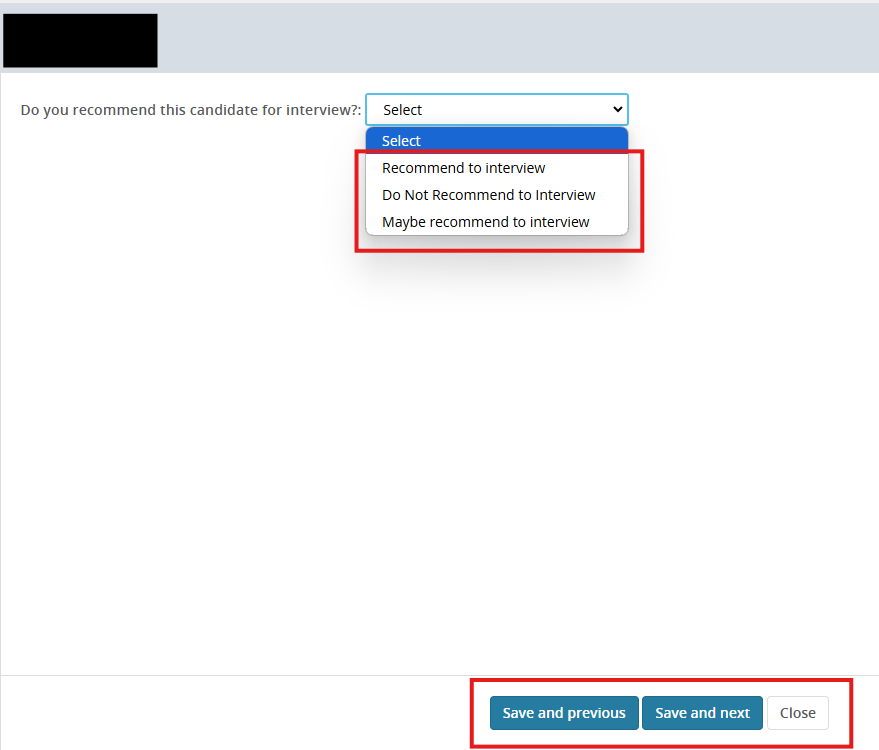 Do you recommend this candidate for interview?: Select
Select
Recommend to interview
Do Not Recommend to Interview
Maybe recommend to interview
Save and previous Save and next Close